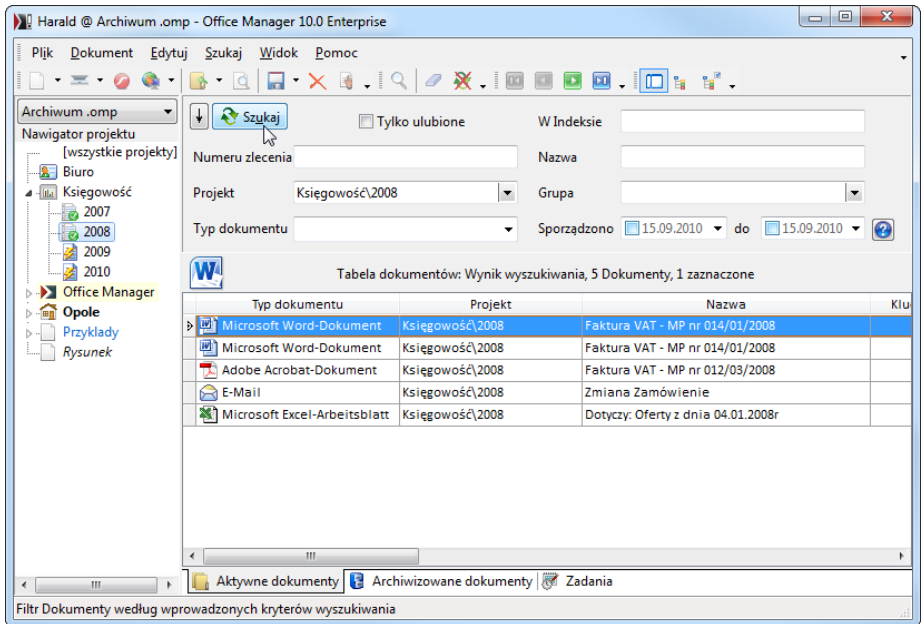 Harald @ Archiwum .omp - Office Manager 10.0 Enterprise
Plik Dokument Edytuj Szukaj Widok Pomoc
Archiwum .omp
Nawigator projektu
[wszystkie projekty]
Biuro
Księgowość
2007
2008
2009
2010
Office Manager
Opole
Przyklady
Rysunek
Szukaj
Tylko ulubione
W Indeksie
Numeru zlecenia
Nazwa
Projekt Księgowość\2008
Grupa
Typ dokumentu
Sporządzono 15.09.2010 do 15.09.2010
Tabela dokumentów: Wynik wyszukiwania, 5 Dokumenty, 1 zaznaczone
Typ dokumentu Projekt Nazwa Klu
Microsoft Word-Dokument Księgowość\2008 Faktura VAT - MP nr 014/01/2008
Microsoft Word-Dokument Księgowość\2008 Faktura VAT - MP nr 014/01/2008
Adobe Acrobat-Dokument Księgowość\2008 Faktura VAT - MP nr 012/03/2008
E-Mail Księgowość\2008 Zmiana Zamówienie
Microsoft Excel-Arbeitsblatt Księgowość\2008 Dotyczy: Oferty z dnia 04.01.2008r
Aktywne dokumenty Archiwizowane dokumenty Zadania
Filtr Dokumenty według wprowadzonych kryterów wyszukiwania